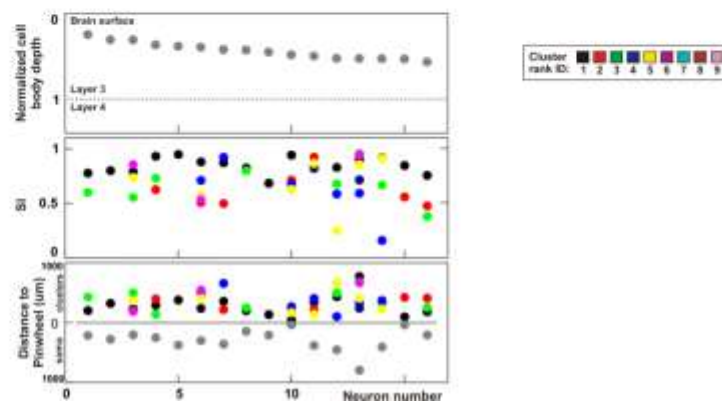 0
Brain surface
Normalized cell
body depth
Layer 3
1
Layer 4
Cluster
rank ID:
1 2 3 4 5 6 7 8 9
1
SI
0.5
0
1000
Distance to
Pinwheel (um)
clusters
0
soma
1000
0
5
10
Neuron number